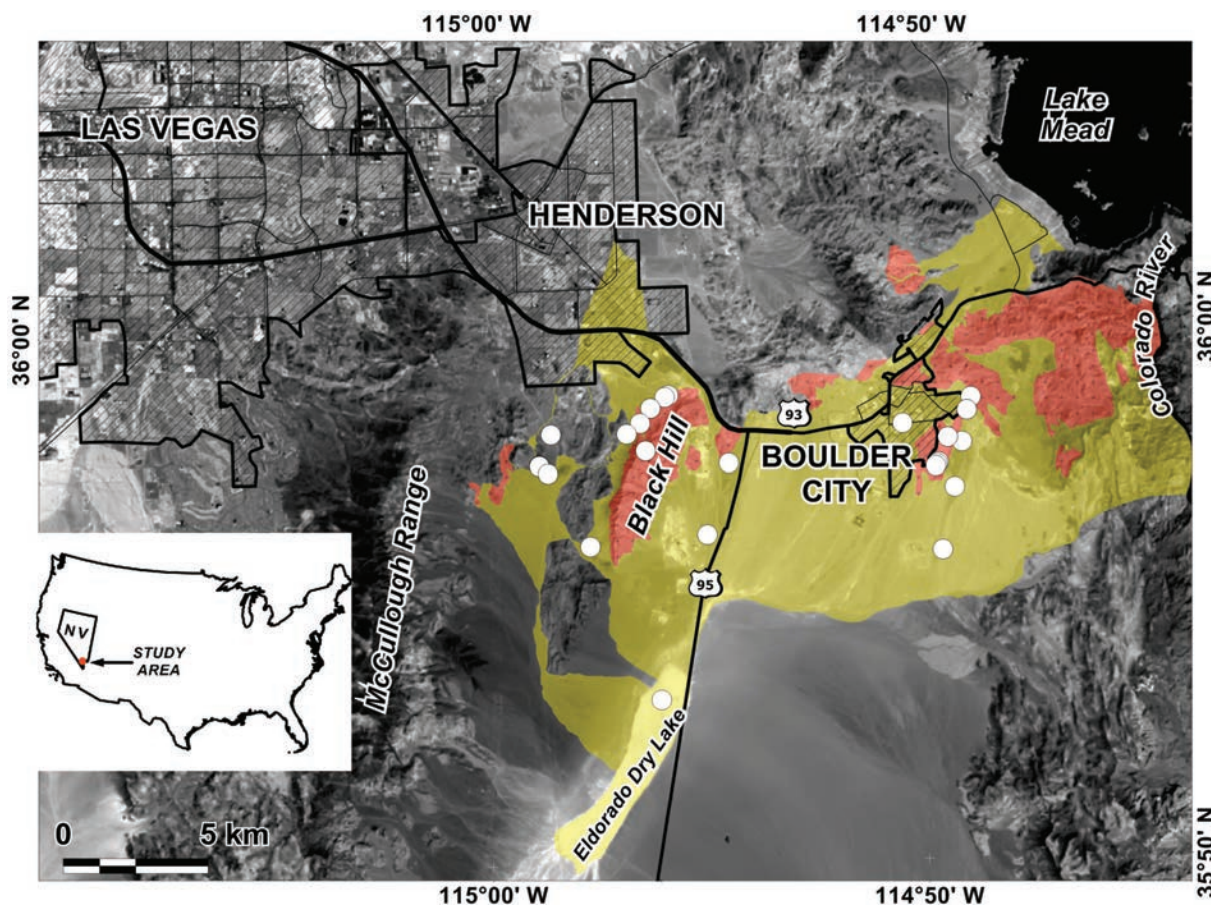 115°00' W
114°50' W
LAS VEGAS
Lake
Mead
HENDERSON
36°00' N
36°00' N
Colorado River
93
Black Hill
BOULDER
CITY
McCullough Range
95
NV
STUDY
AREA
Eldorado Dry Lake
0
5 km
115°00' W
114°50' W
35°50' N